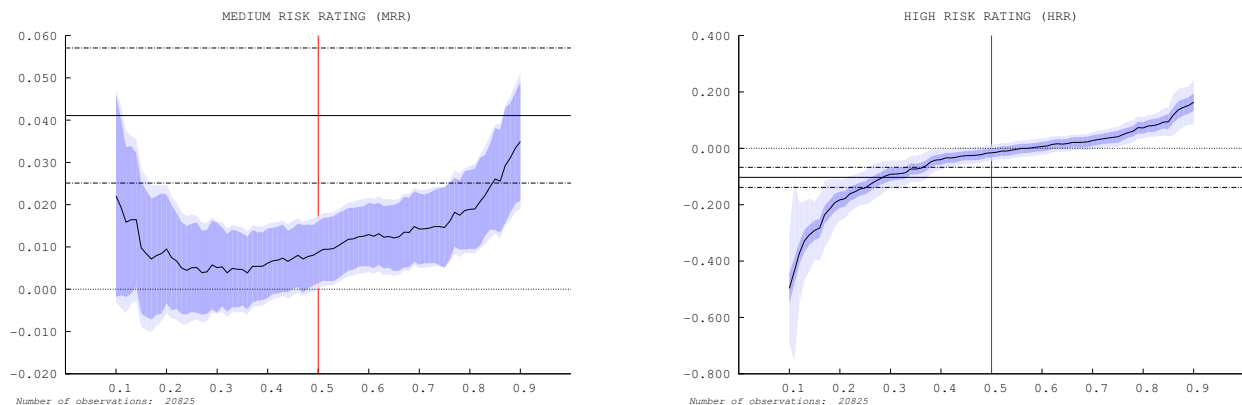 MEDIUM RISK RATING (MRR)
0.060
0.050
0.040
0.030
0.020
0.010
0.000
-0.010
-0.020
0.1 0.2 0.3 0.4 0.5 0.6 0.7 0.8 0.9
Number of observations: 20825
HIGH RISK RATING (HRR)
0.400
0.200
0.000
-0.200
-0.400
-0.600
-0.800
0.1 0.2 0.3 0.4 0.5 0.6 0.7 0.8 0.9
Number of observations: 20825